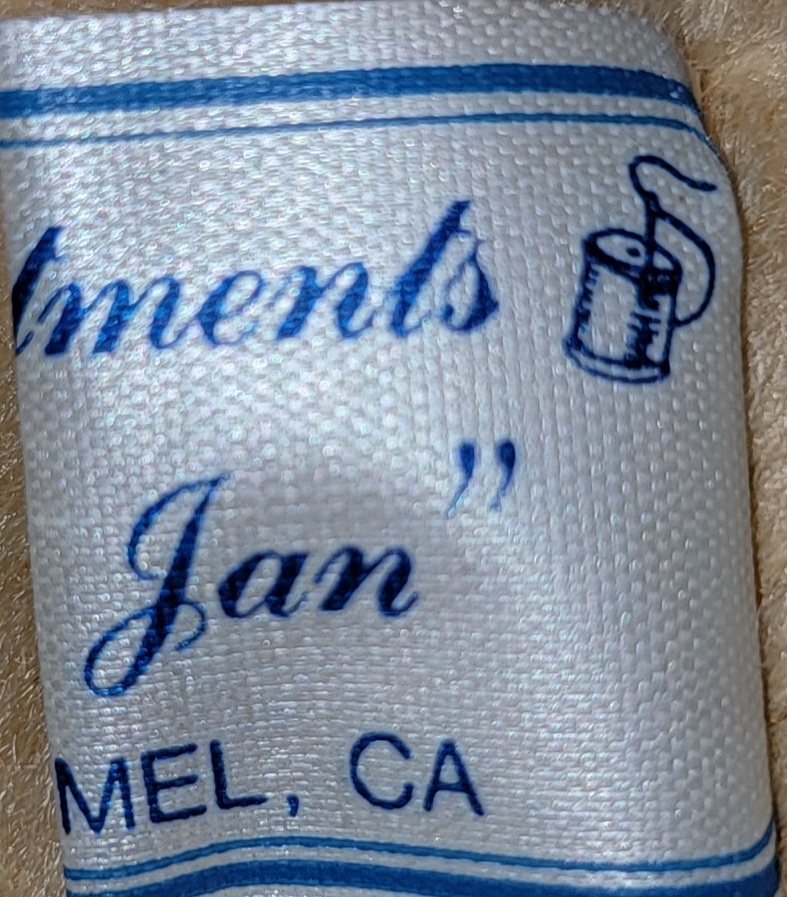 tments
Jan”
MEL, CA